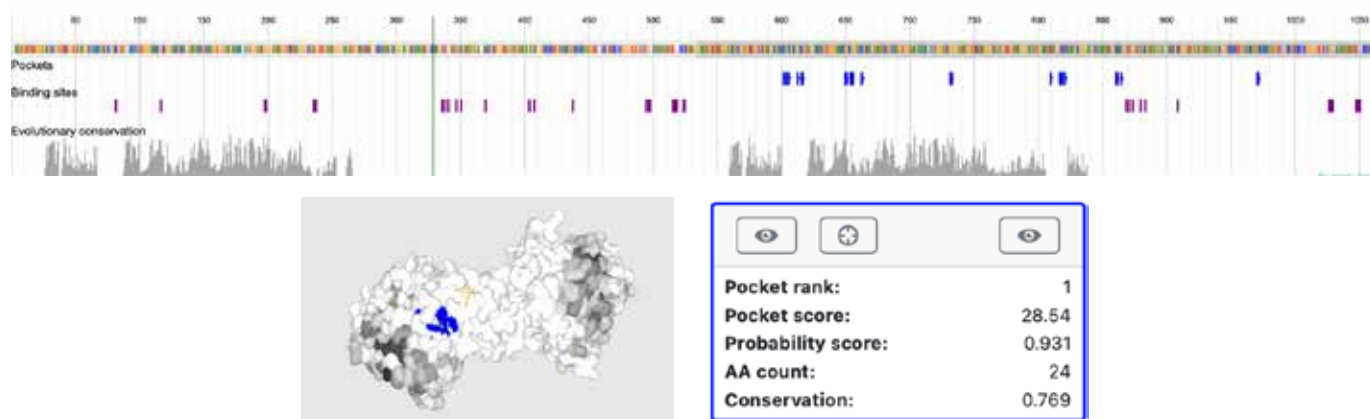 50 100 150 200 250 300 350 400 450 500 550 600 650 700 750 800 850 900 950 1000 1050
Pockets
Binding sites
Evolutionary conservation
Pocket rank: 1
Pocket score: 28.54
Probability score: 0.931
AA count: 24
Conservation: 0.769